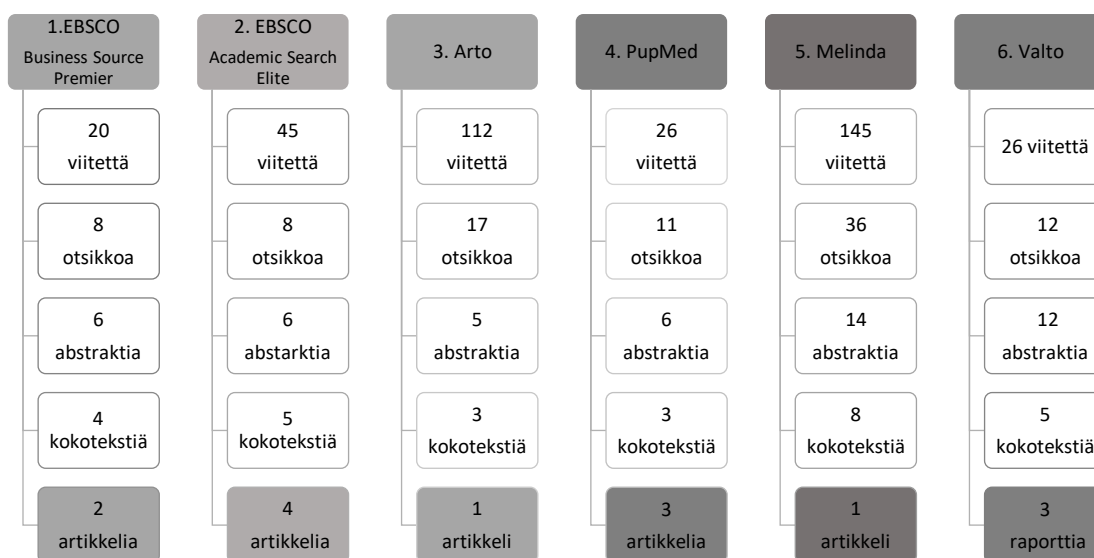 1.EBSCO
Business Source
Premier
20
viitettä
8
otsikkoa
6
abstraktia
4
kokotekstiä
2
artikkelia
2. EBSCO
Academic Search
Elite
45
viitettä
8
otsikkoa
6
abstarktia
5
kokotekstiä
4
artikkelia
3. Arto
112
viitettä
17
otsikkoa
5
abstraktia
3
kokotekstiä
1
artikkeli
4. PupMed
26
viitettä
11
otsikkoa
6
abstraktia
3
kokotekstiä
3
artikkelia
5. Melinda
145
viitettä
36
otsikkoa
14
abstraktia
8
kokotekstiä
1
artikkeli
6. Valto
26 viitettä
12
otsikkoa
12
abstraktia
5
kokotekstiä
3
raporttia